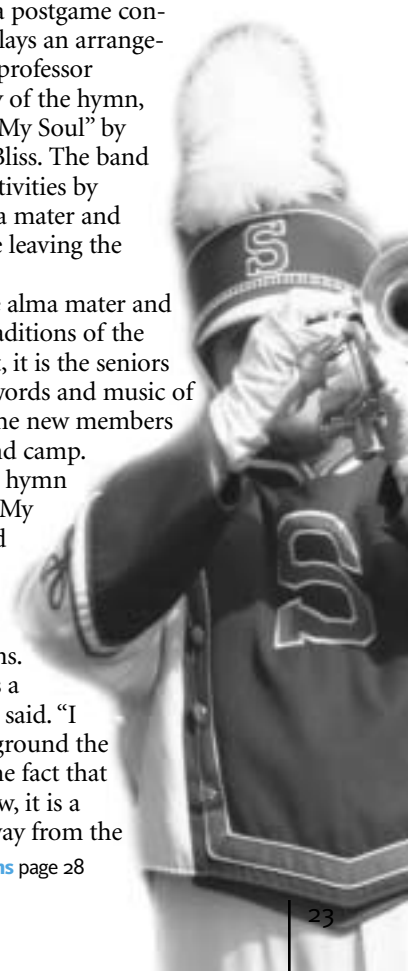 a postgame con-
lays an arrange-
professor
y of the hymn,
My Soul” by
Bliss. The band
tivities by
a mater and
e leaving the
e alma mater and
aditions of the
t, it is the seniors
words and music of
he new members
nd camp.
hymn
My
d
ns.
s a
said. “I
ground the
he fact that
w, it is a
way from the
ns page 28
S
S
23